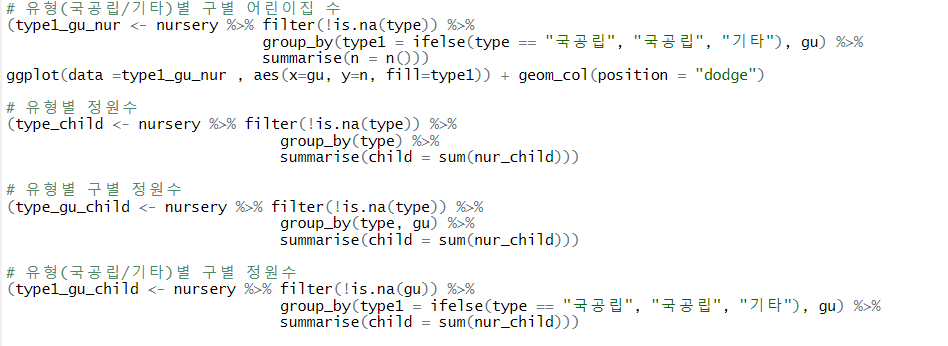 # 유형(국공립/기타)별 구별 어린이집 수
(type1_gu_nur <- nursery %>% filter(!is.na(type)) %>%
group_by(type1 = ifelse(type == "국공립", "국공립", "기타"), gu) %>%
summarise(n = n()))
ggplot(data =type1_gu_nur , aes(x=gu, y=n, fill=type1)) + geom_col(position = "dodge")
# 유형별 정원수
(type_child <- nursery %>% filter(!is.na(type)) %>%
group_by(type) %>%
summarise(child = sum(nur_child)))
# 유형별 구별 정원수
(type_gu_child <- nursery %>% filter(!is.na(type)) %>%
group_by(type, gu) %>%
summarise(child = sum(nur_child)))
# 유형(국공립/기타)별 구별 정원수
(type1_gu_child <- nursery %>% filter(!is.na(gu)) %>%
group_by(type1 = ifelse(type == "국공립", "국공립", "기타"), gu) %>%
summarise(child = sum(nur_child)))